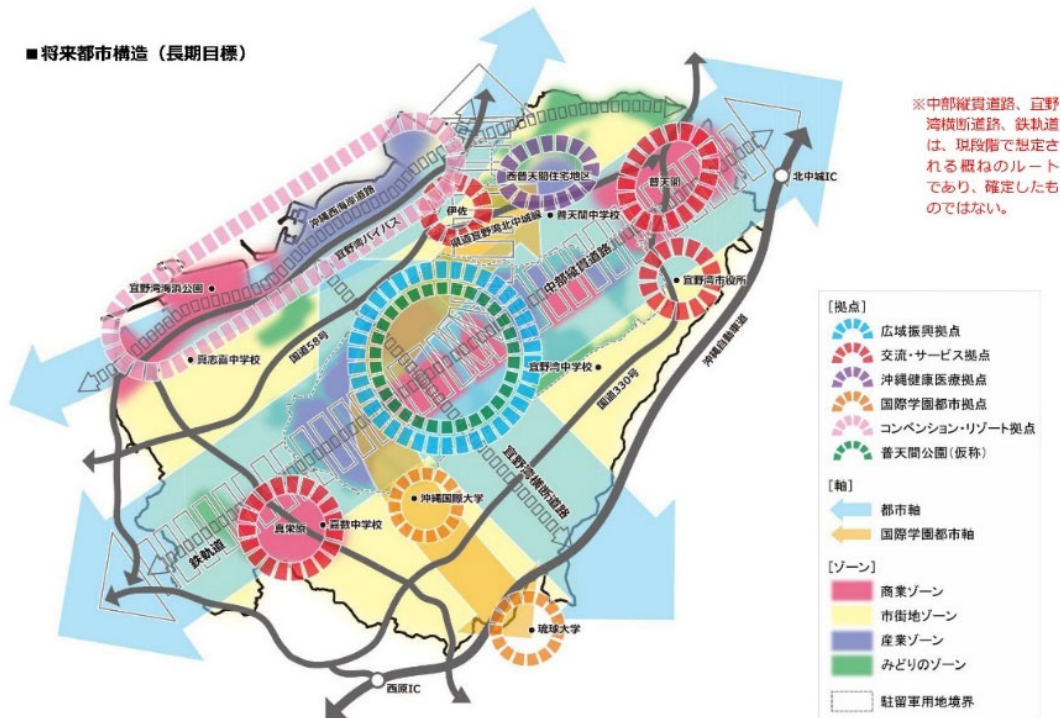 ■将来都市構造（長期目標）
※中部縦貫道路、宜野
湾横断道路、鉄軌道
は、現段階で想定さ
れる概ねのルート
であり、確定したも
のではない。
北中城IC
西普天間住宅地区
普天間
伊佐
普天間中学校
県道宜野湾北中城線
沖縄西海岸道路
宜野湾バイパス
中部縦貫道路
宜野湾市役所
宜野湾海浜公園
国道58号
沖縄自動車道
真志喜中学校
宜野湾中学校
国道330号
宜野湾横断道路
沖縄国際大学
真栄原
嘉数中学校
鉄軌道
琉球大学
西原IC
[拠点]
広域振興拠点
交流・サービス拠点
沖縄健康医療拠点
国際学園都市拠点
コンベンション・リゾート拠点
普天間公園(仮称)
[軸]
都市軸
国際学園都市軸
[ゾーン]
商業ゾーン
市街地ゾーン
産業ゾーン
みどりのゾーン
駐留軍用地境界